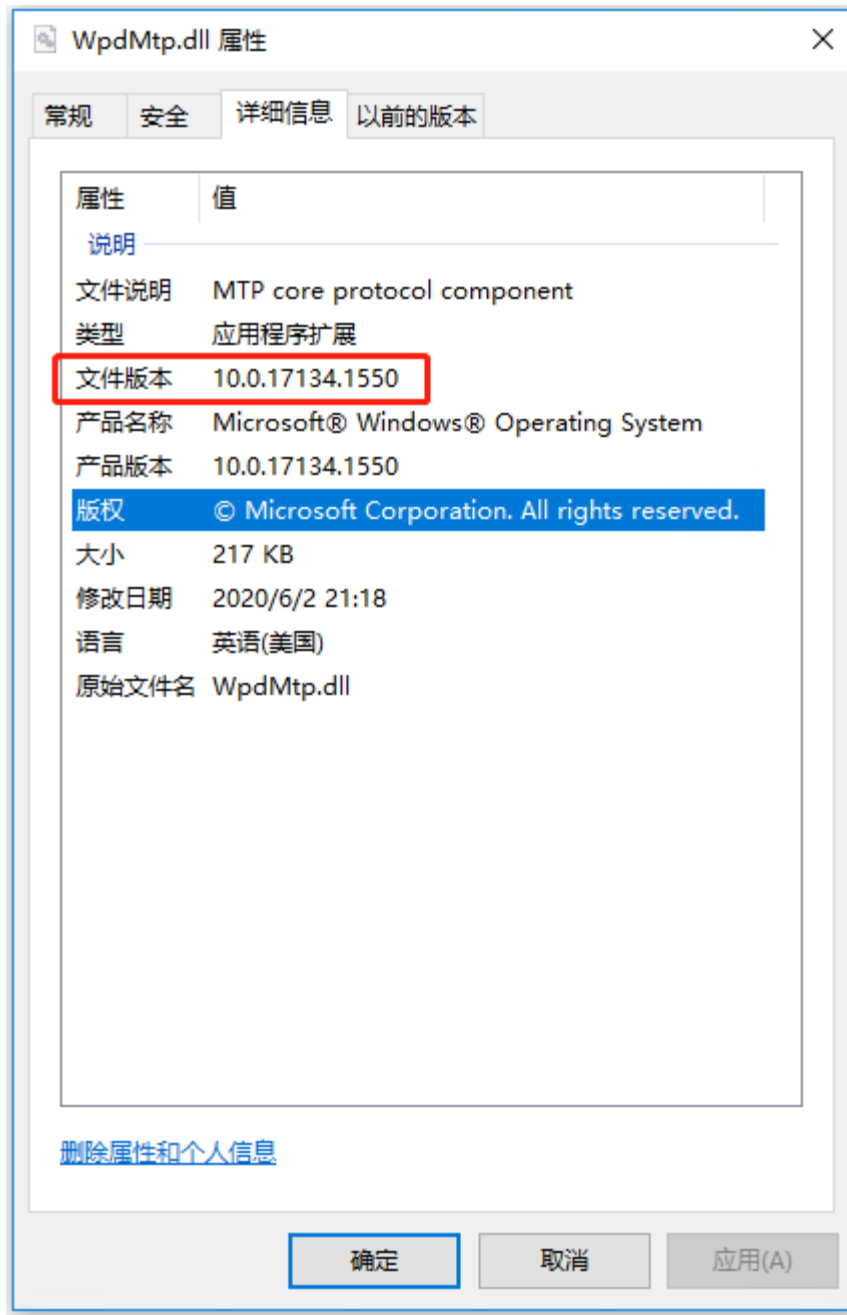 WpdMtp.dll 属性
常规 安全 详细信息 以前的版本
属性 值
说明
文件说明 MTP core protocol component
类型 应用程序扩展
文件版本 10.0.17134.1550
产品名称 Microsoft® Windows® Operating System
产品版本 10.0.17134.1550
版权 © Microsoft Corporation. All rights reserved.
大小 217 KB
修改日期 2020/6/2 21:18
语言 英语(美国)
原始文件名 WpdMtp.dll
删除属性和个人信息
确定 取消 应用(A)